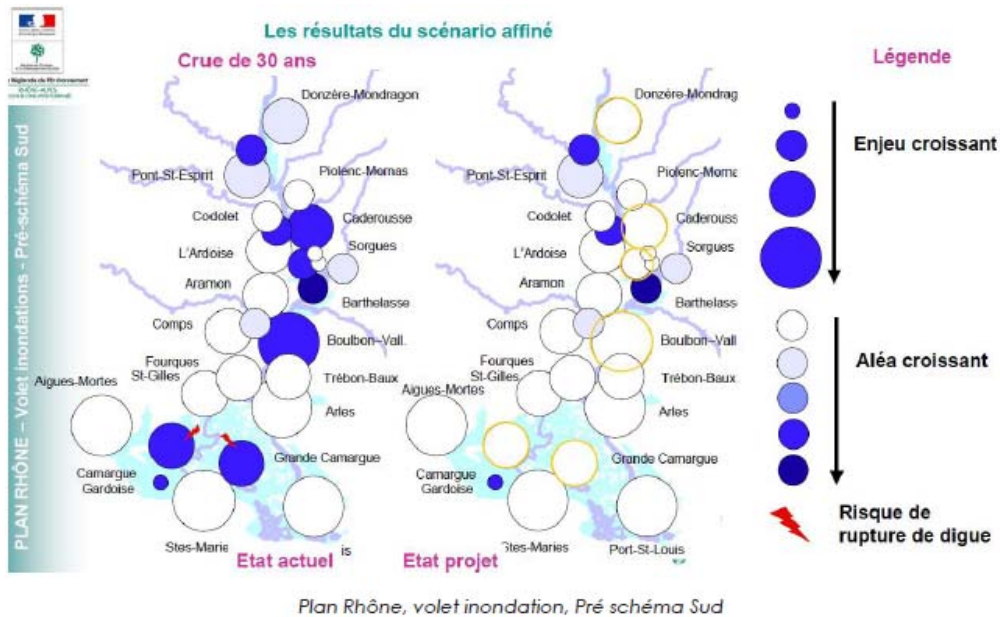 PLAN RHÔNE – Volet inondations - Pré-schéma Sud
Les résultats du scénario affiné
Crue de 30 ans
Donzère-Mondragon
Pont-St-Esprit
Piolenc-Mornas
Codolet
Caderousse
L'Ardoise
Sorgues
Aramon
Barthelasse
Comps
Boulbon-Vall.
Fourques
St-Gilles
Trébon-Baux
Aigues-Mortes
Arles
Grande Camargue
Camargue
Gardoise
Stes-Marie
is
Etat actuel
Donzère-Mondrag
Pont-St-Esprit
Piolenc-Morna
Codolet
Caderouss
L'Ardoise
Sorgues
Aramon
Barthelasse
Comps
Boulbon-Vall
Fourques
St-Gilles
Trébon-Baux
Aigues-Mortes
Arles
Grande Camargue
Camargue
Gardoise
Stes-Maries
Port-St-Louis
Etat projet
Légende
Enjeu croissant
Aléa croissant
Risque de
rupture de digue
Plan Rhône, volet inondation, Pré schéma Sud